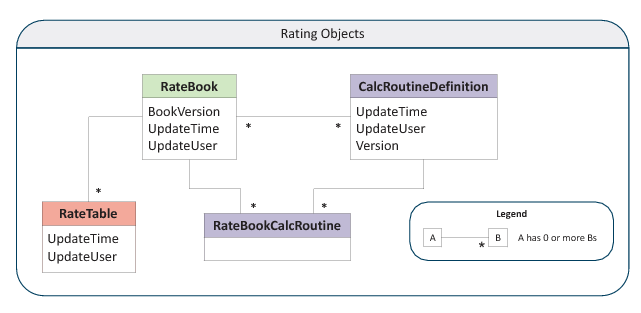 Rating Objects
RateBook
BookVersion
UpdateTime
UpdateUser
*
*
CalcRoutineDefinition
UpdateTime
UpdateUser
Version
*
RateTable
UpdateTime
UpdateUser
*
*
RateBookCalcRoutine
Legend
A
*
B
A has 0 or more Bs